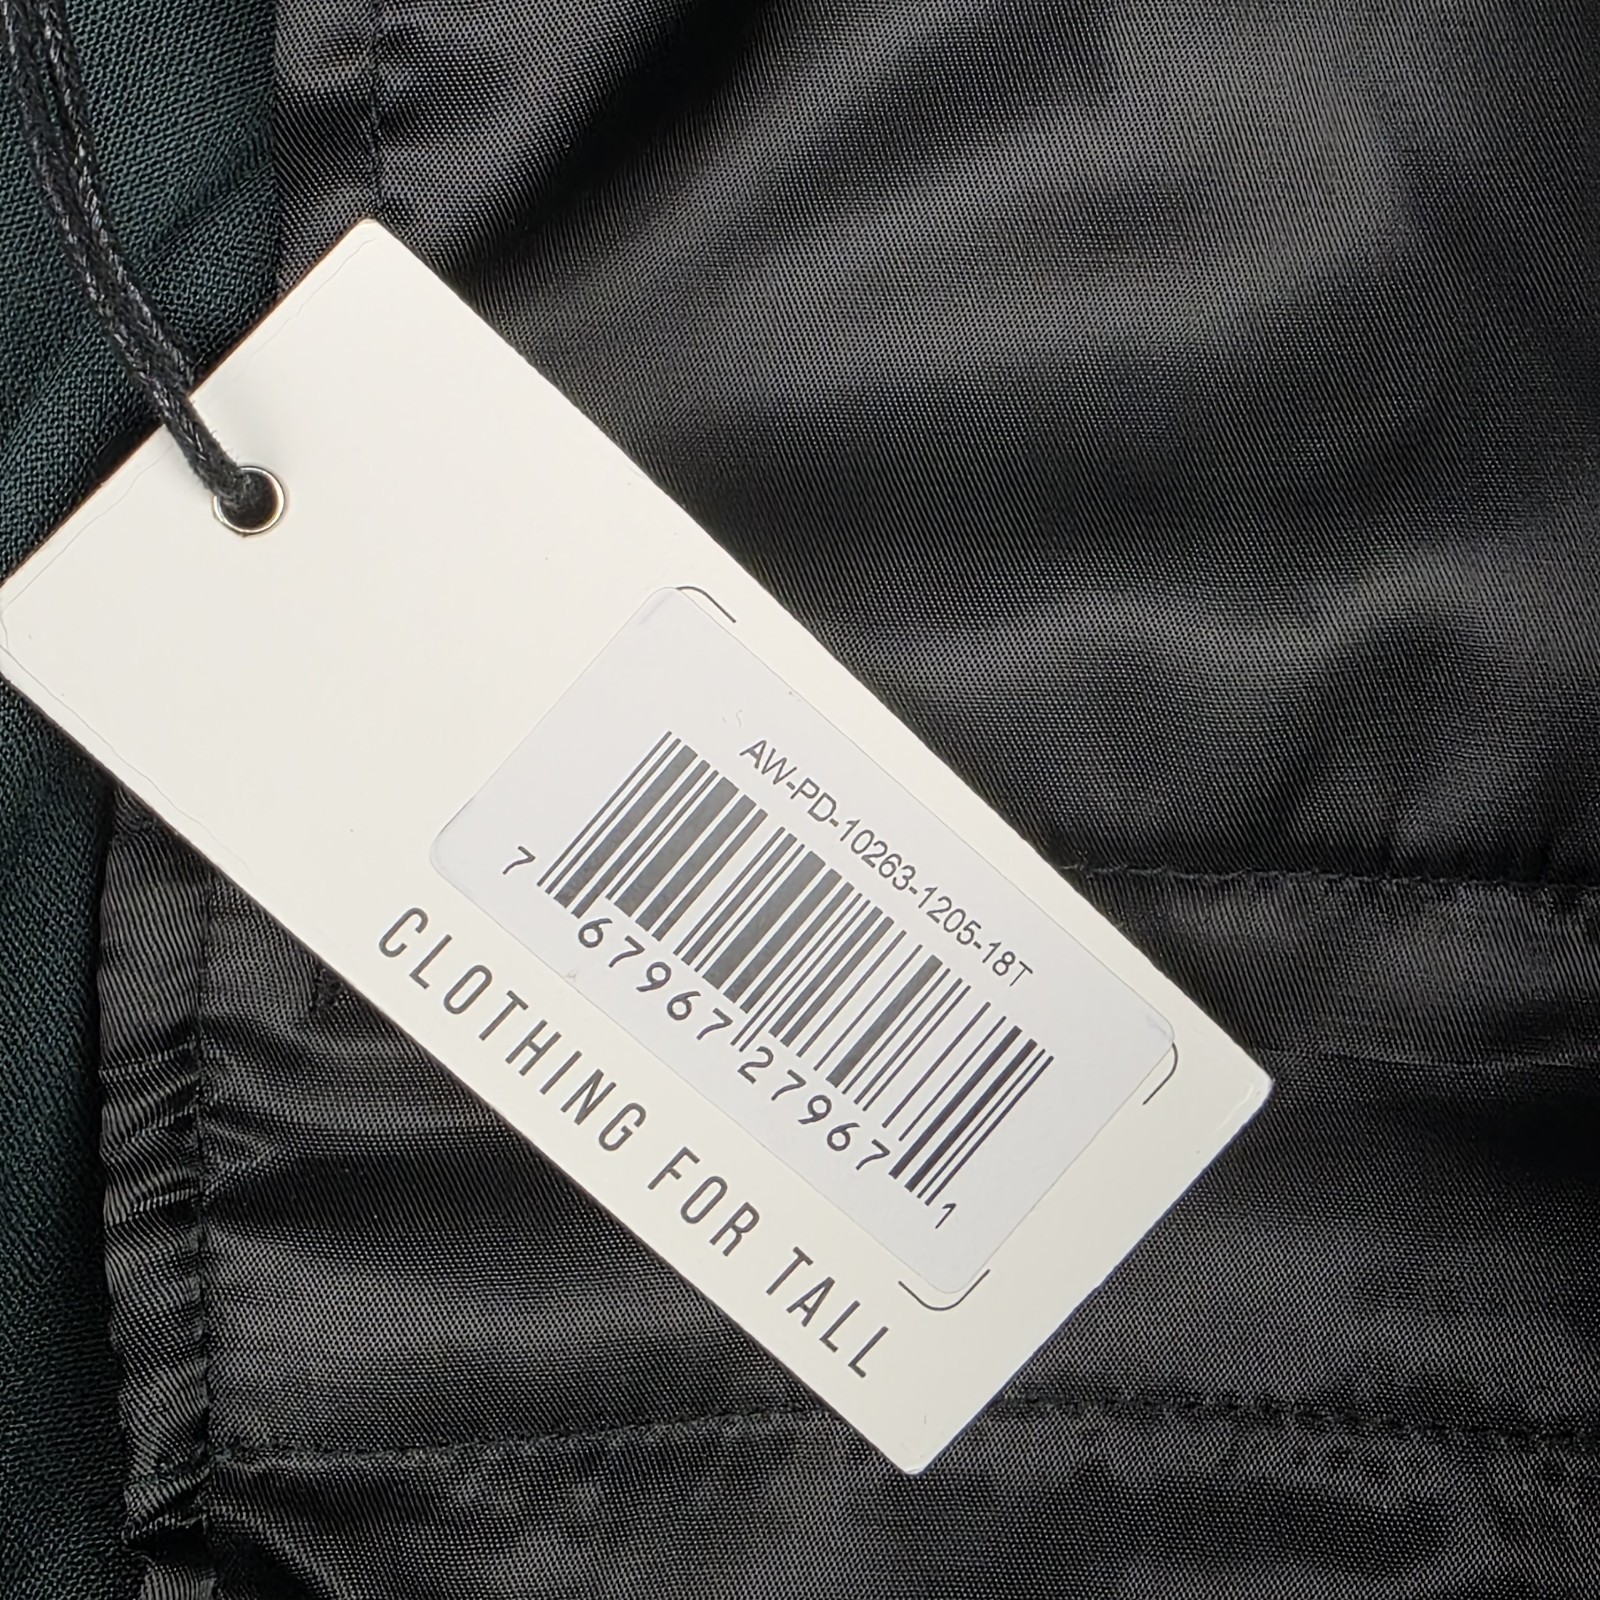 AW-PD-10263-1205-18T
7 67967 27967 1
CLOTHING FOR TALL